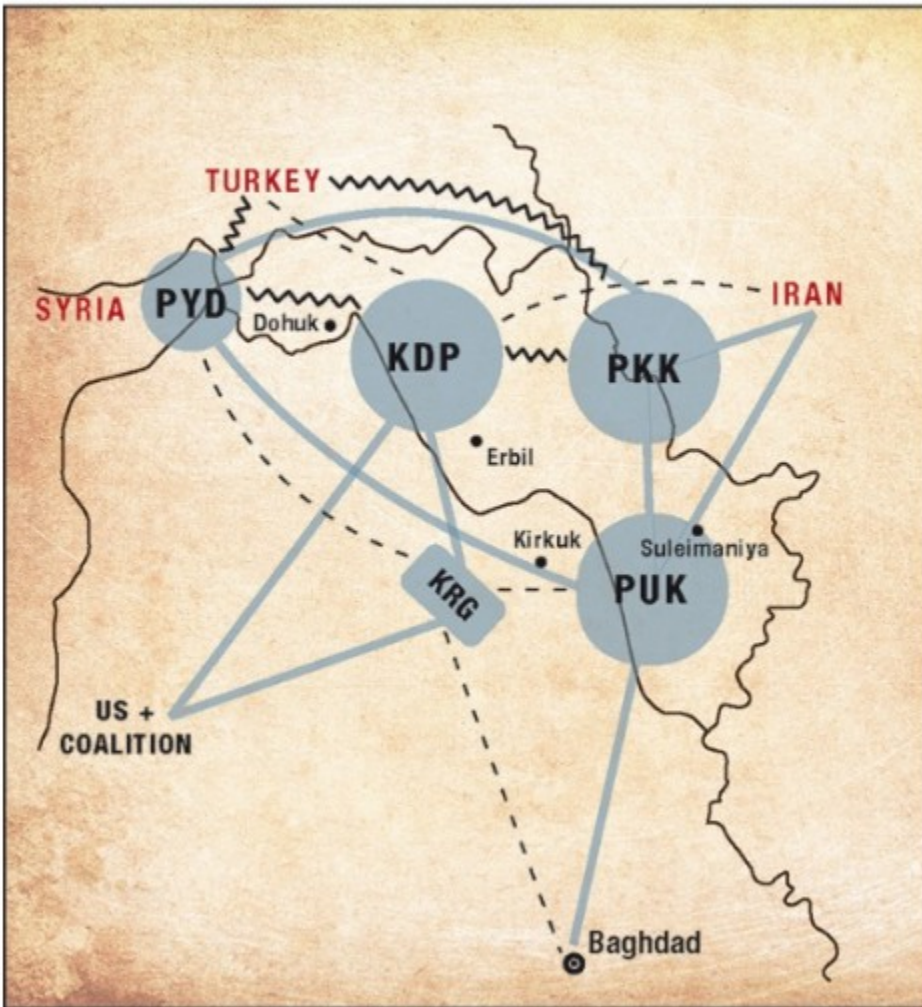 TURKEY
SYRIA
PYD
IRAN
Dohuk
KDP
PKK
Erbil
Kirkuk
Suleimaniya
KRG
PUK
US +
COALITION
Baghdad